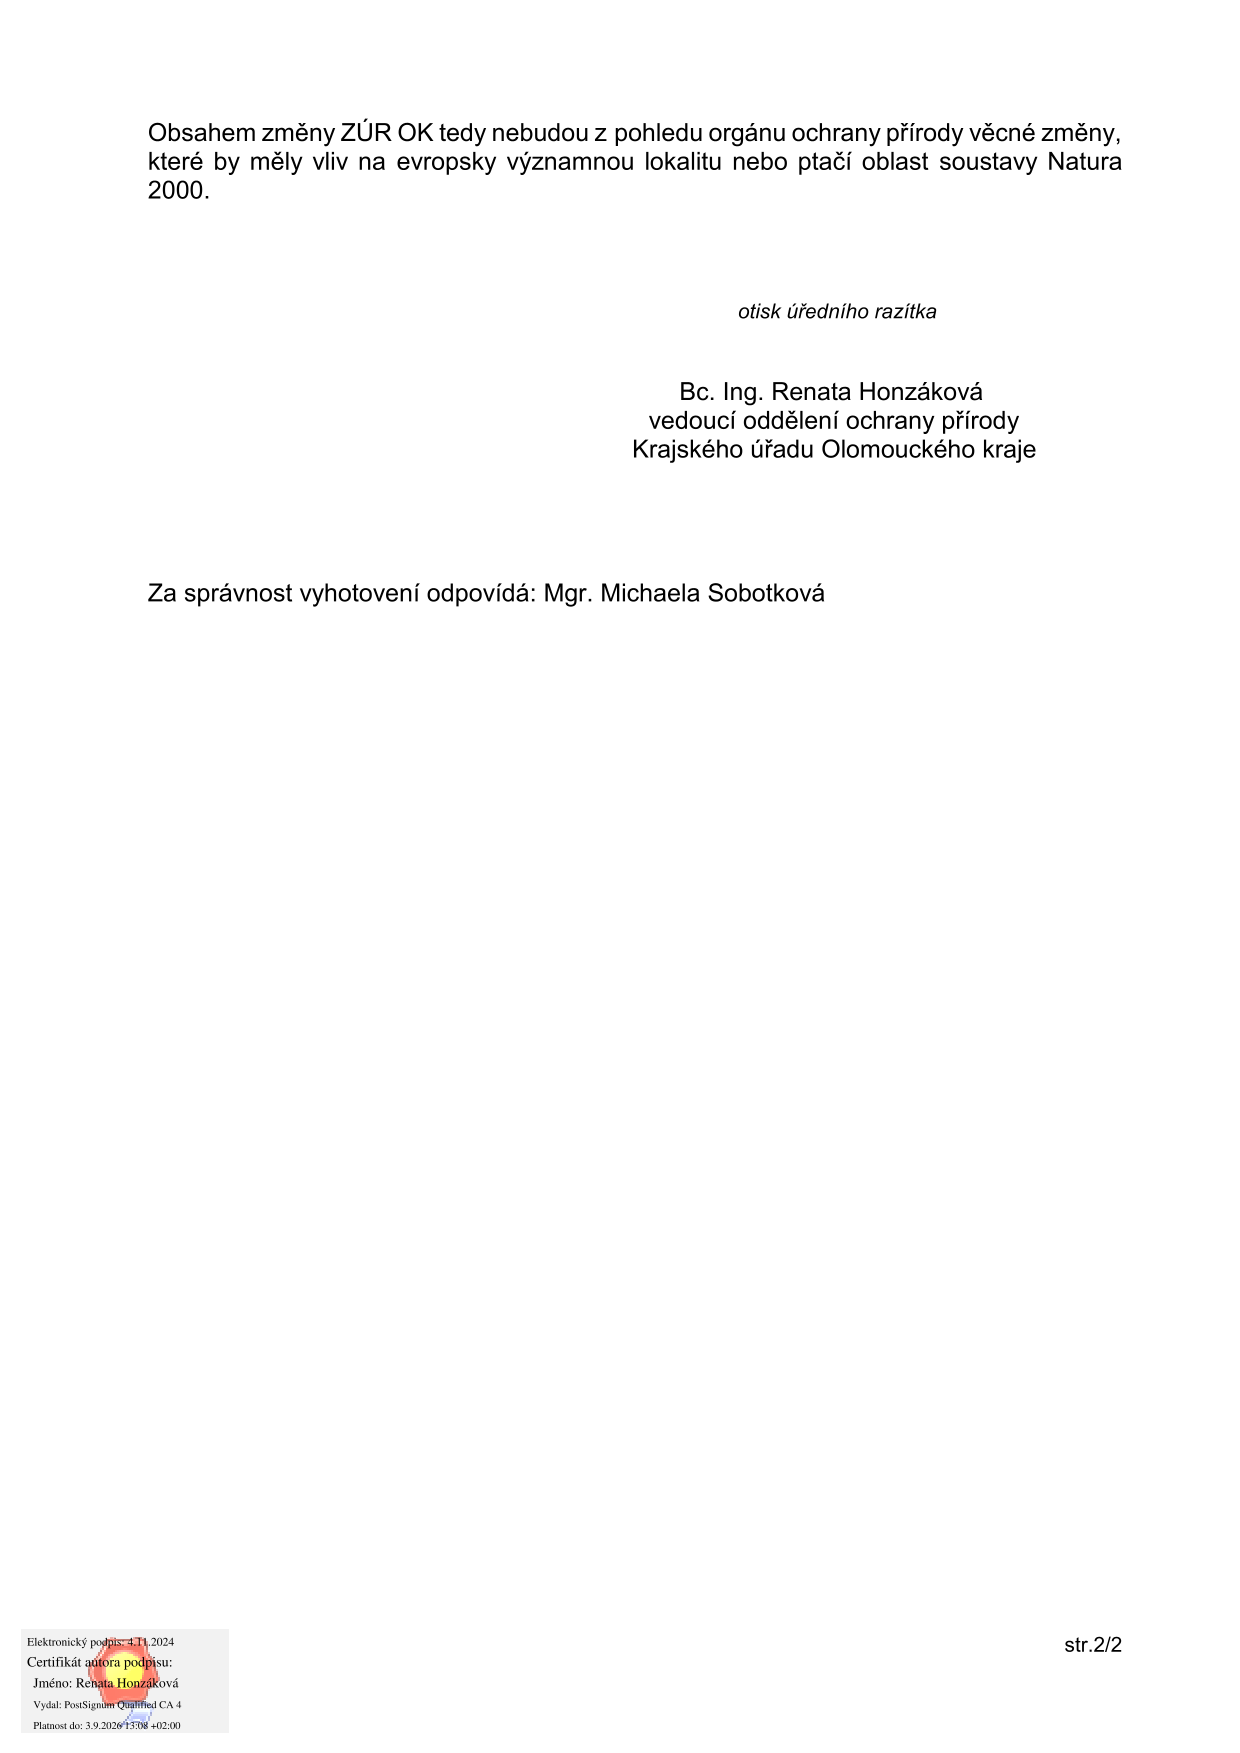 Obsahem změny ZÚR OK tedy nebudou z pohledu orgánu ochrany přírody věcné změny,
které by měly vliv na evropsky významnou lokalitu nebo ptačí oblast soustavy Natura
2000.
otisk úředního razítka
Bc. Ing. Renata Honzáková
vedoucí oddělení ochrany přírody
Krajského úřadu Olomouckého kraje
Za správnost vyhotovení odpovídá: Mgr. Michaela Sobotková
Elektronický podpis: 4.11.2024
Certifikát autora podpisu:
Jméno: Renata Honzáková
Vydal: PostSignum Qualified CA 4
Platnost do: 3.9.2026 13:08 +02:00
str.2/2